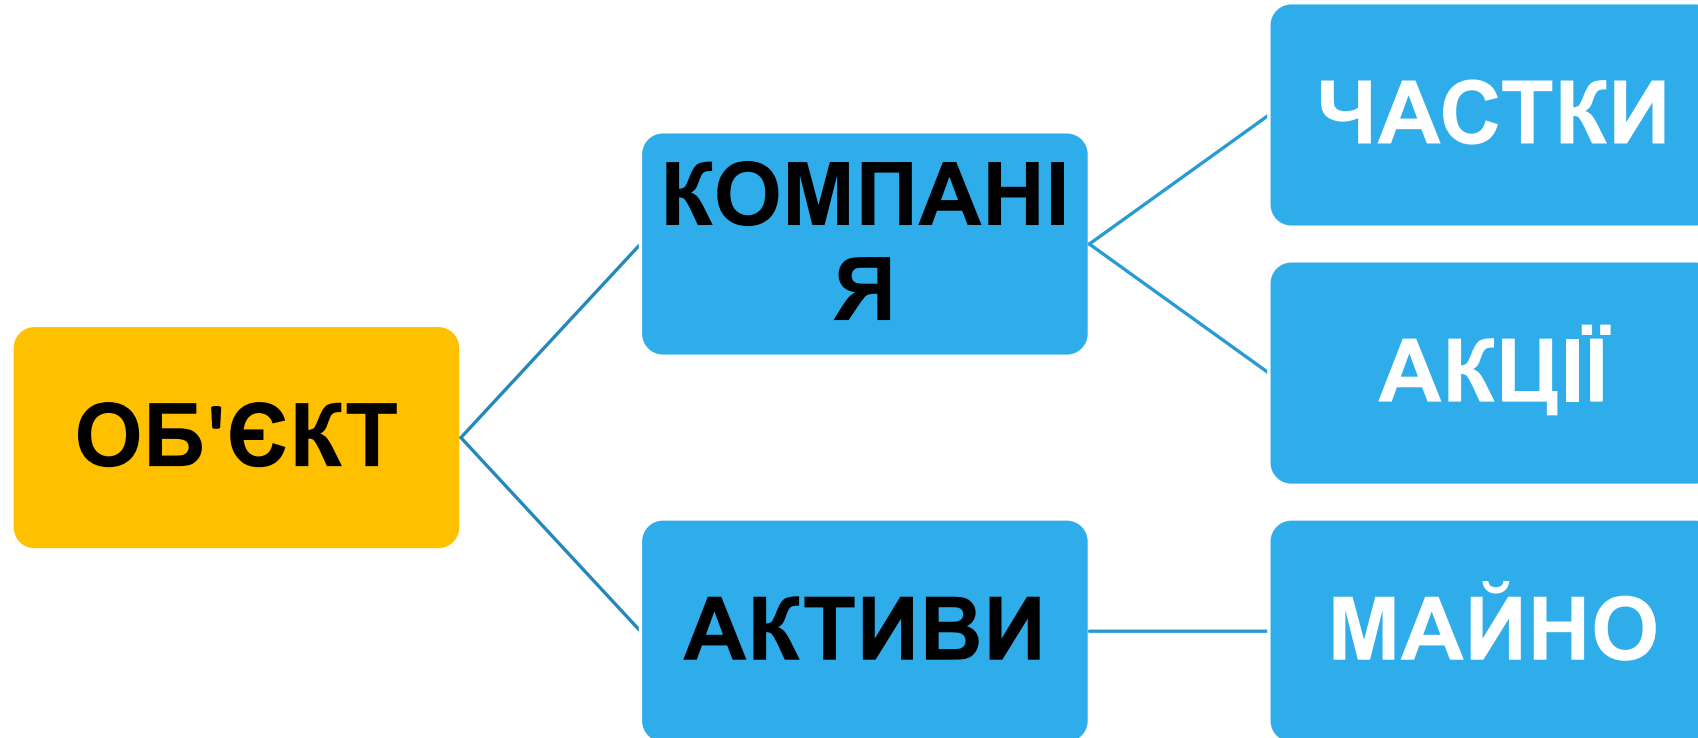 ОБ'ЄКТ
КОМПАНІ
Я
ЧАСТКИ
АКЦІЇ
АКТИВИ
МАЙНО